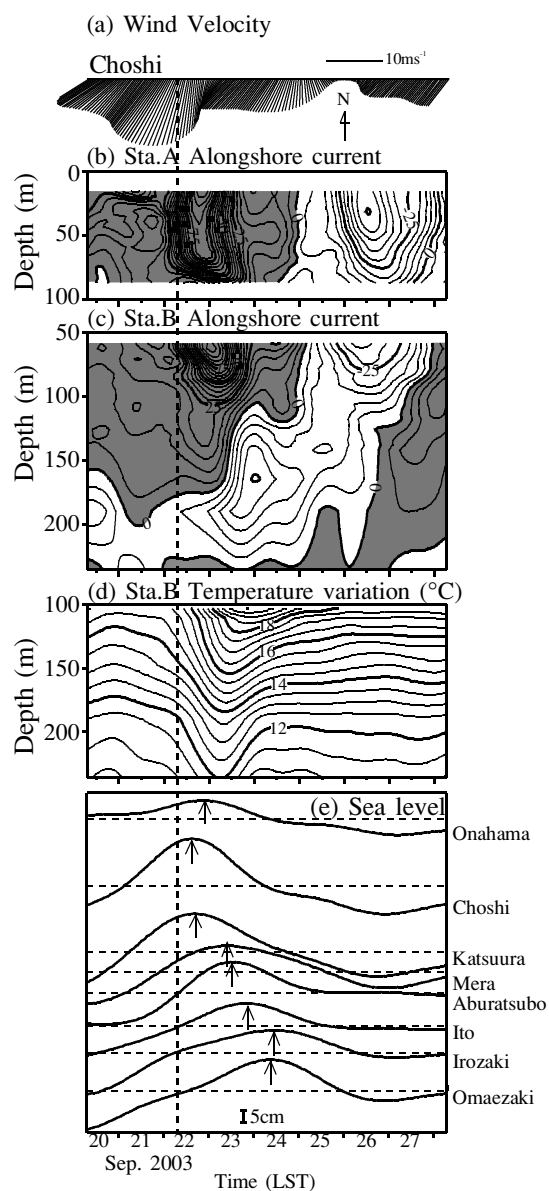 (a) Wind Velocity
Choshi
10ms⁻¹
N
(b) Sta.A Alongshore current
0
50
100
Depth (m)
0
25
0
(c) Sta.B Alongshore current
50
100
150
200
Depth (m)
25
25
0
0
0
(d) Sta.B Temperature variation (°C)
100
150
200
Depth (m)
18
16
14
12
(e) Sea level
Onahama
Choshi
Katsuura
Mera
Aburatsubo
Ito
Irozaki
Omaezaki
5cm
20 21 22 23 24 25 26 27
Sep. 2003
Time (LST)